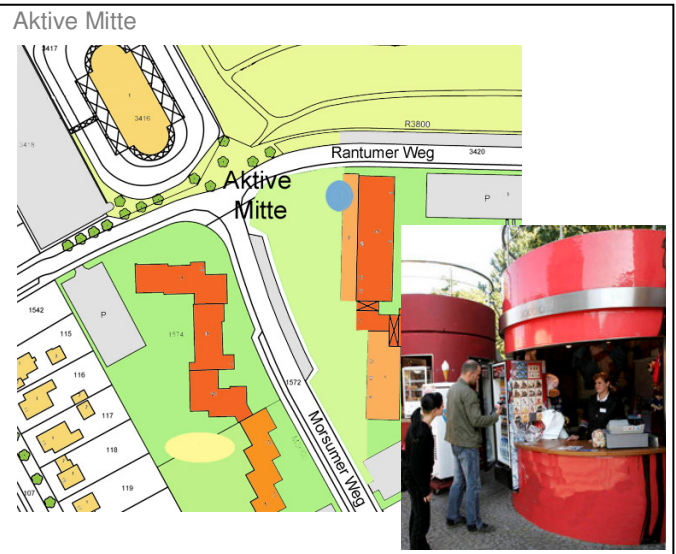 Aktive Mitte
3417
1
3416
3418
R3800
Rantumer Weg
3420
Aktive
Mitte
P
1542
P
115
1574
116
1572
117
118
Morsumer Weg
107
119